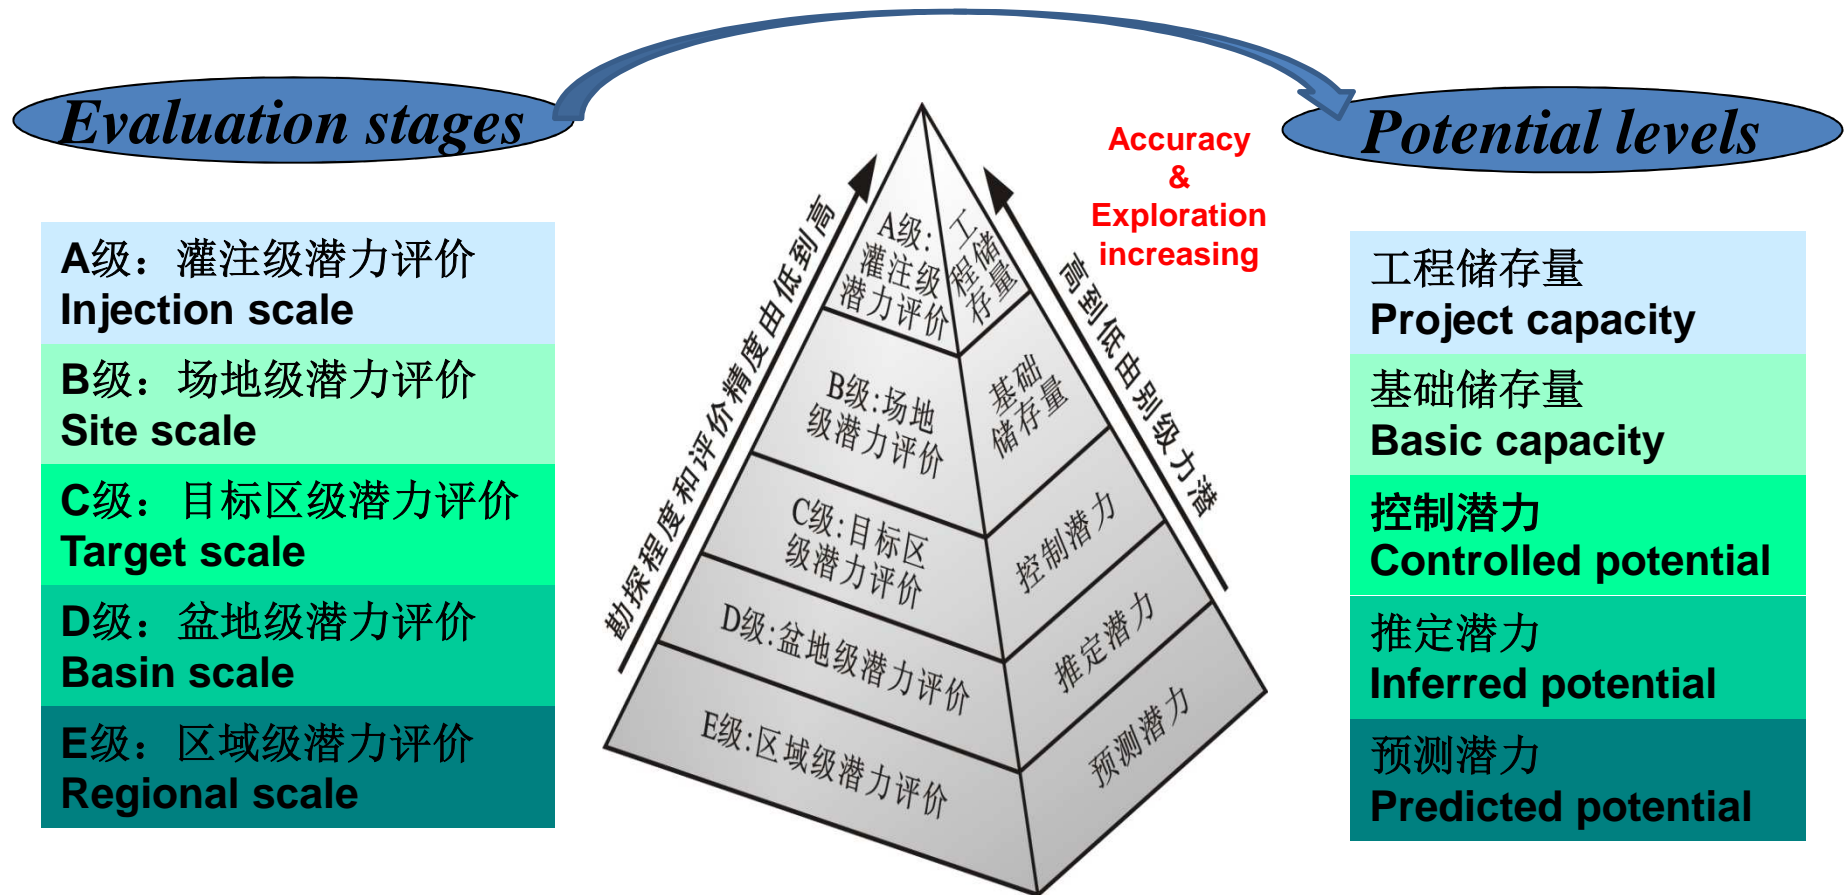 Evaluation stages
Potential levels
A级：灌注级潜力评价
Injection scale
B级：场地级潜力评价
Site scale
C级：目标区级潜力评价
Target scale
D级：盆地级潜力评价
Basin scale
E级：区域级潜力评价
Regional scale
勘探程度和评价精度由低到高
A级:
灌注级
潜力评价
B级:场地
级潜力评价
C级:目标区
级潜力评价
D级:盆地级潜力评价
E级:区域级潜力评价
工
程储
存量
基础
储存量
控制潜力
推定潜力
预测潜力
高到低由别级力潜
Accuracy
&
Exploration
increasing
工程储存量
Project capacity
基础储存量
Basic capacity
控制潜力
Controlled potential
推定潜力
Inferred potential
预测潜力
Predicted potential